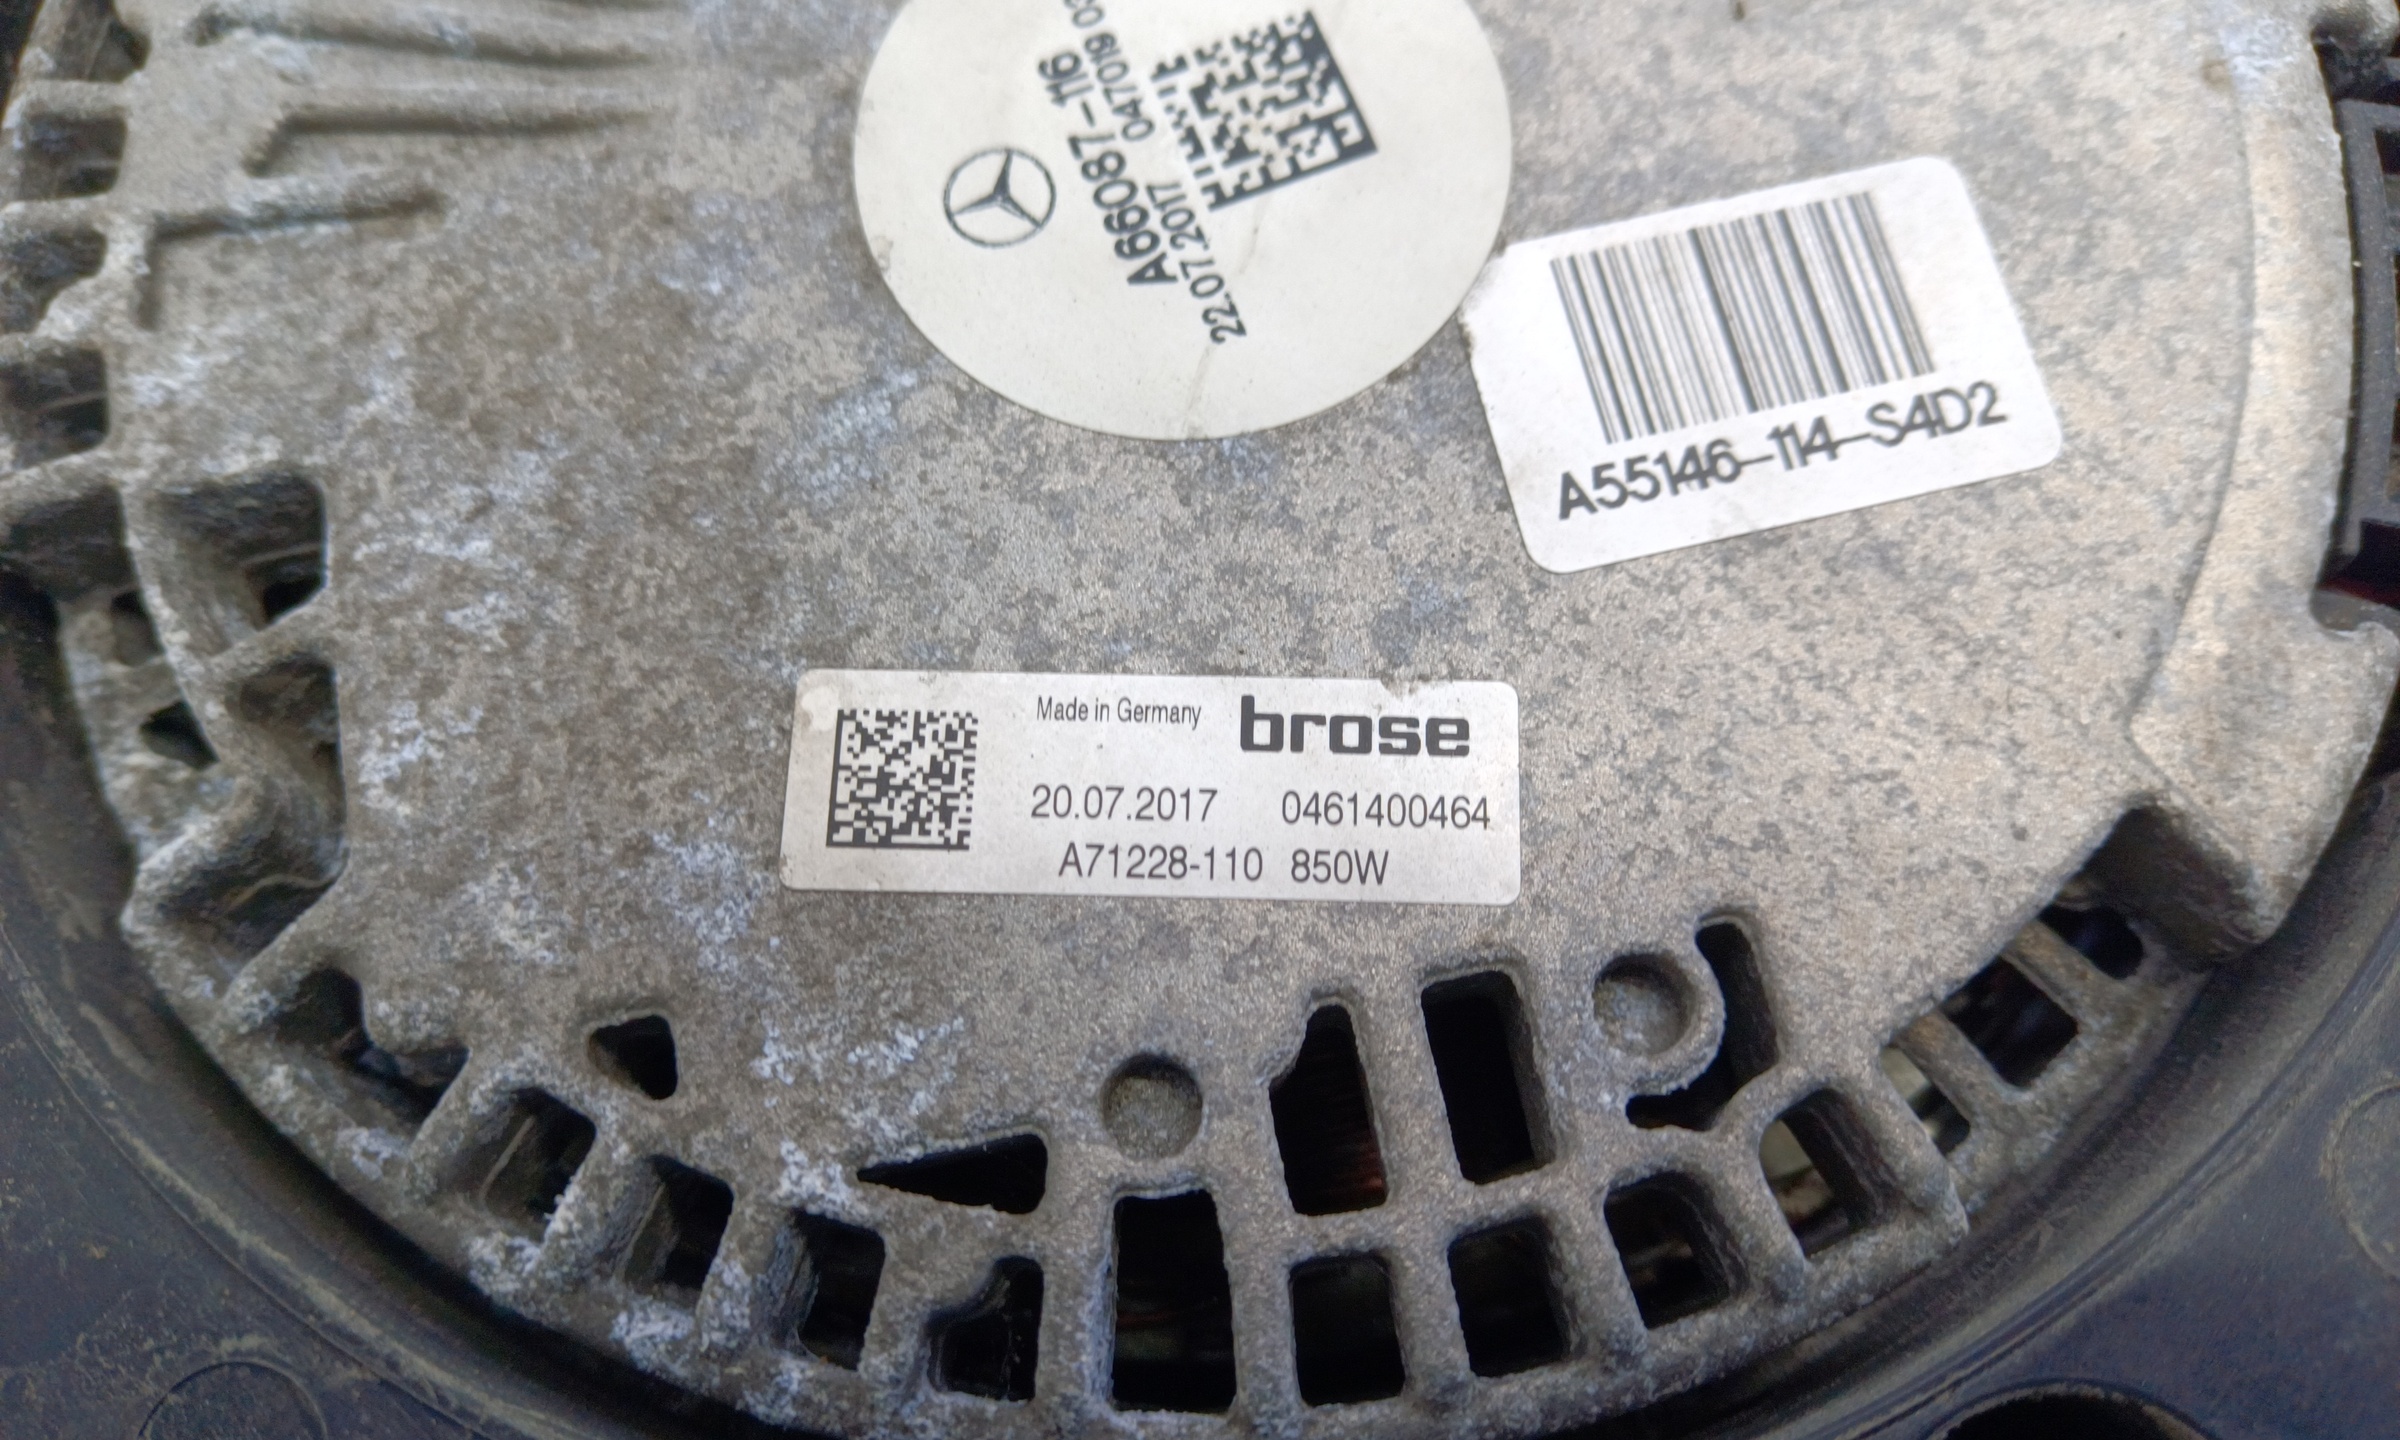 A66087-116
047019 03
22.07.2017
A55146-114-S4D2
Made in Germany brose
20.07.2017 0461400464
A71228-110 850W